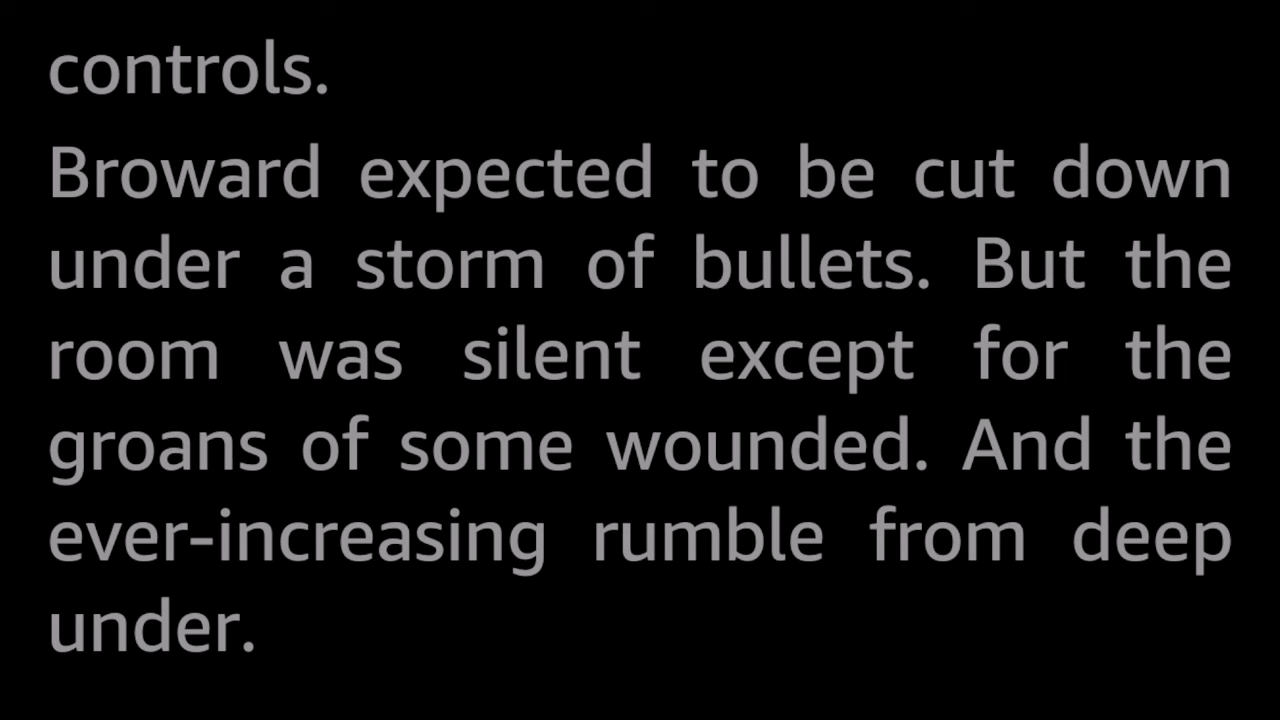 controls.
Broward expected to be cut down
under a storm of bullets. But the
room was silent except for the
groans of some wounded. And the
ever-increasing rumble from deep
under.